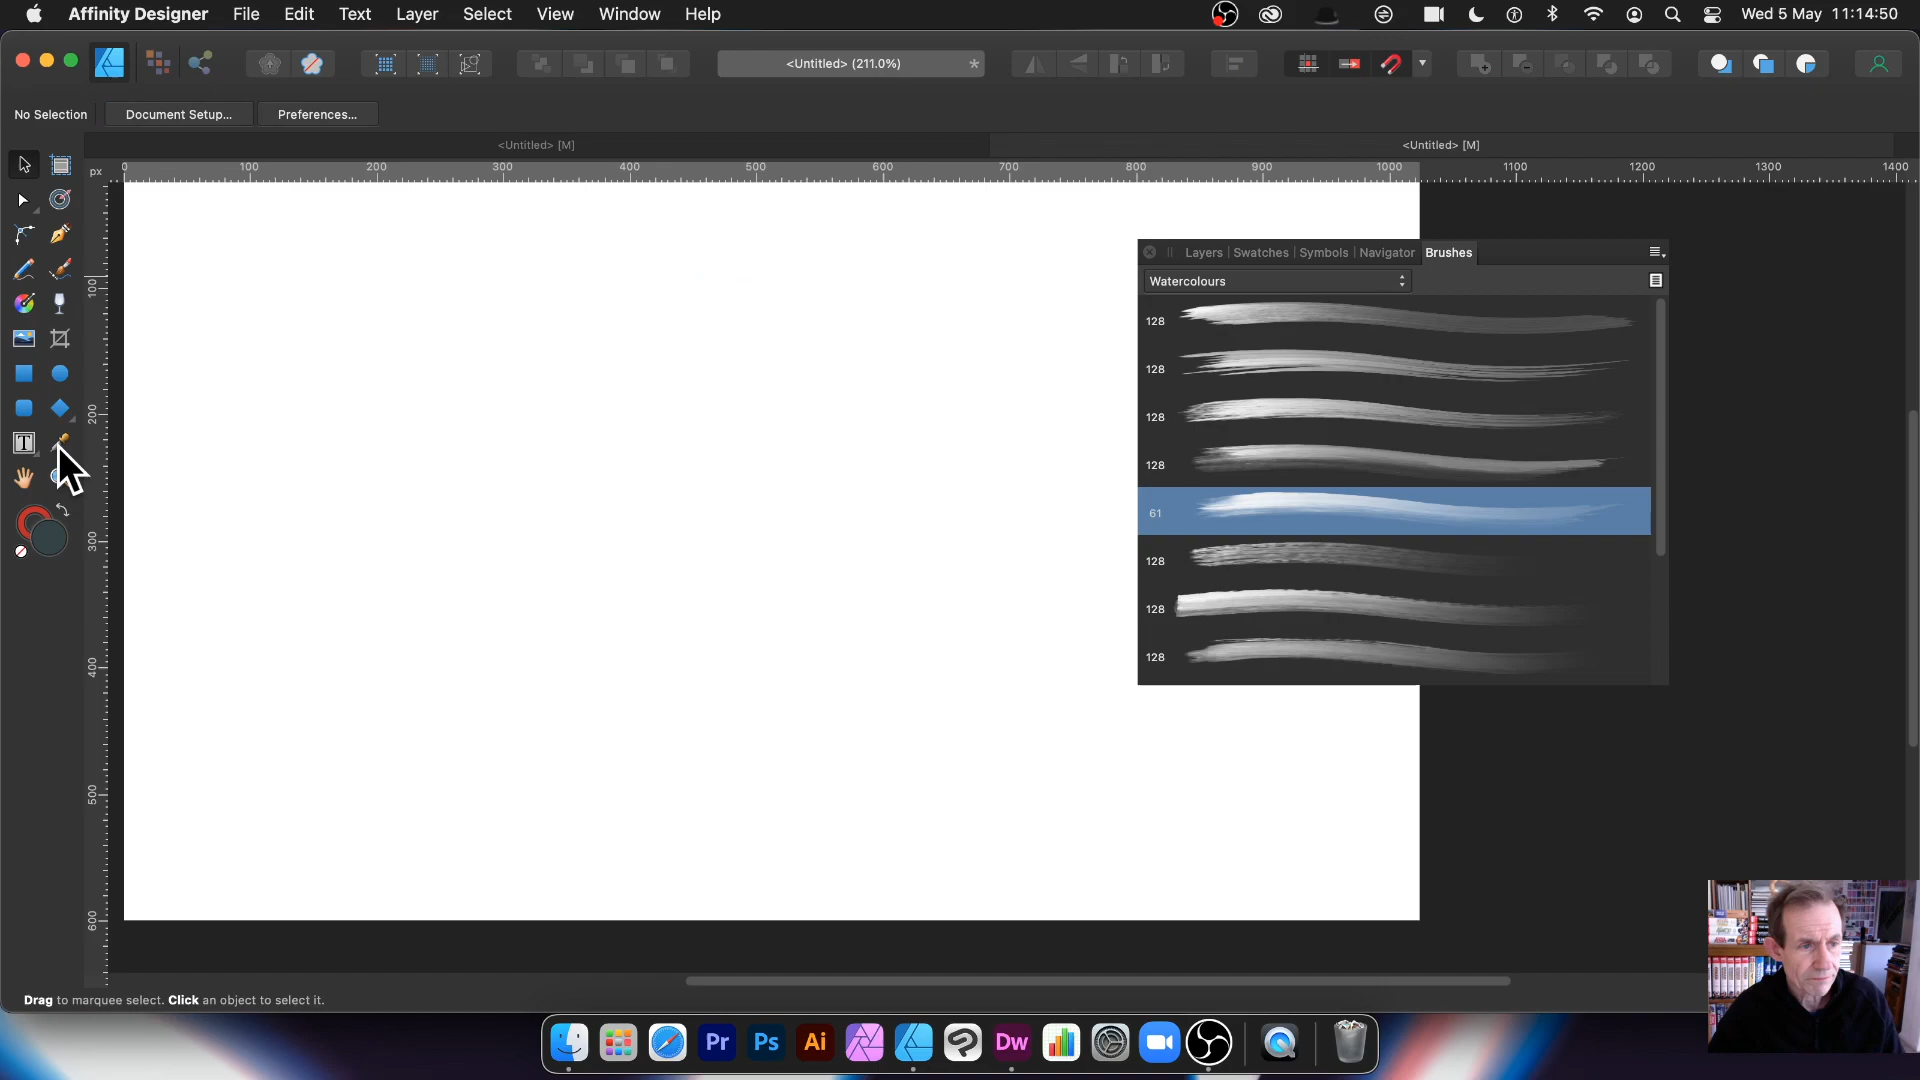 Affinity Designer File Edit Text Layer Select View Window Help Wed 5 May 11:14:50
<Untitled> (211.0%) *
No Selection Document Setup... Preferences...
<Untitled> [M] <Untitled> [M]
px 0 100 200 300 400 500 600 700 800 900 1000 1100 1200 1300 1400
100
200
300
400
500
600
Layers Swatches Symbols Navigator Brushes
Watercolours
128
128
128
128
61
128
128
128
T
Drag to marquee select. Click an object to select it.
Pr Ps Ai Dw